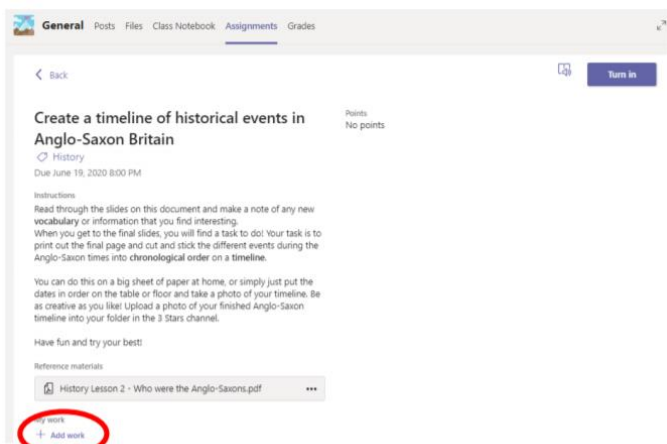 General Posts Files Class Notebook Assignments Grades
Back
Turn in
Create a timeline of historical events in
Anglo-Saxon Britain
History
Due June 19, 2020 8:00 PM
Points
No points
Instructions
Read through the slides on this document and make a note of any new
vocabulary or information that you find interesting.
When you get to the final slides, you will find a task to do! Your task is to
print out the final page and cut and stick the different events during the
Anglo-Saxon times into chronological order on a timeline.
You can do this on a big sheet of paper at home, or simply just put the
dates in order on the table or floor and take a photo of your timeline. Be
as creative as you like! Upload a photo of your finished Anglo-Saxon
timeline into your folder in the 3 Stars channel.
Have fun and try your best!
Reference materials
History Lesson 2 - Who were the Anglo-Saxons.pdf
My work
+ Add work